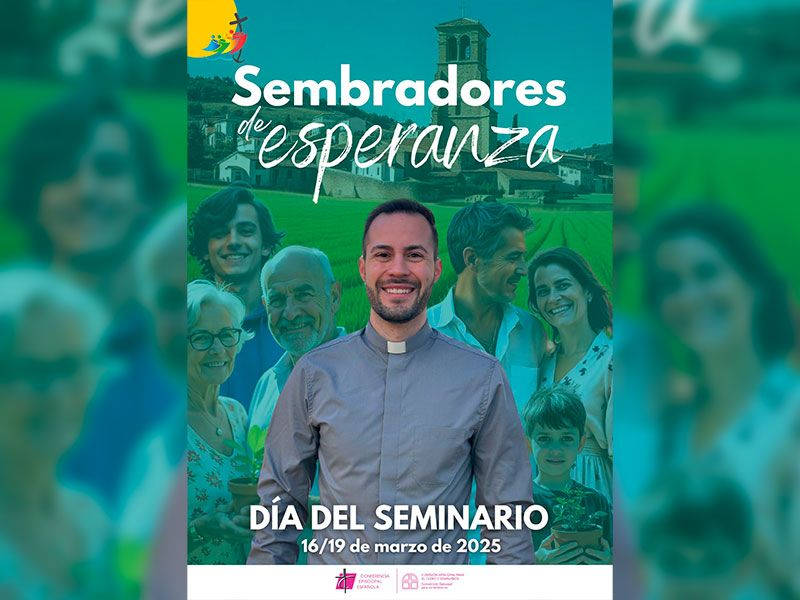 Sembradores
de esperanza
DÍA DEL SEMINARIO
16/19 de marzo de 2025
CONFERENCIA
EPISCOPAL
ESPAÑOLA